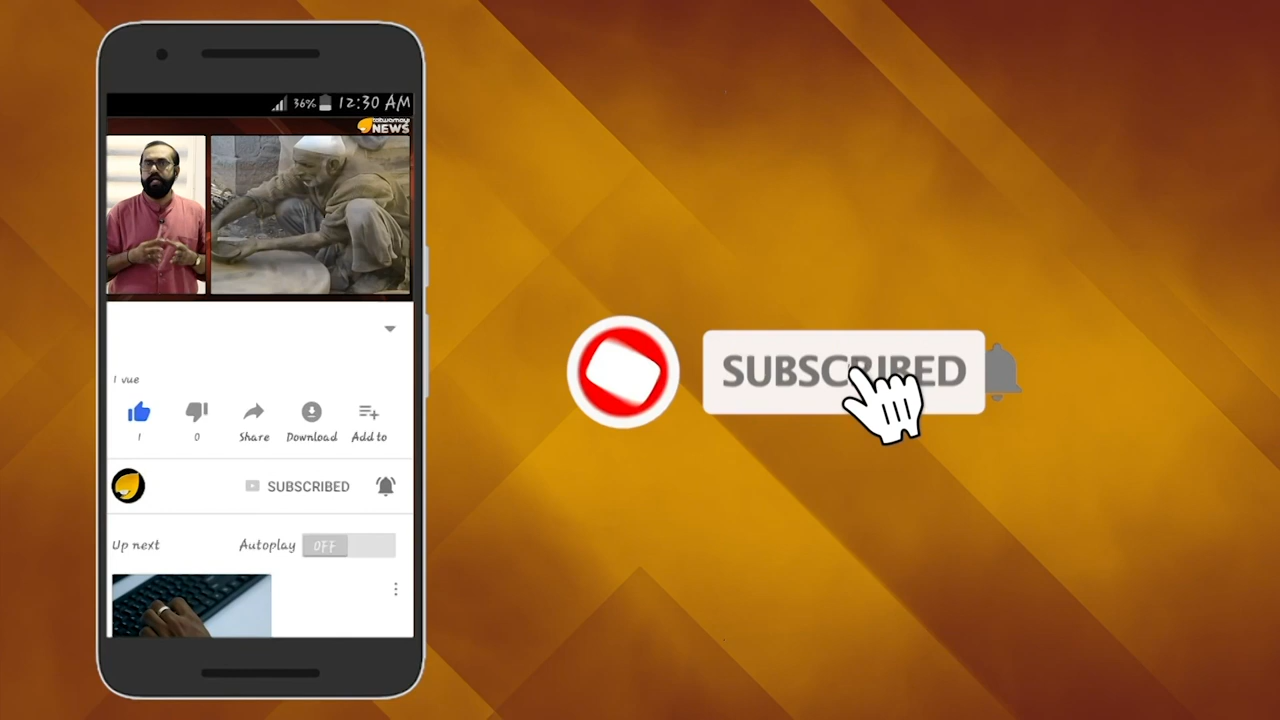 36% 12:30 AM
tatwamayi
NEWS
1 vue
1 0 Share Download Add to
SUBSCRIBED
Up next Autoplay OFF
SUBSCRIBED